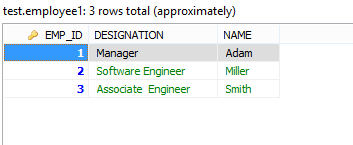 test.employee1: 3 rows total (approximately)
EMP_ID DESIGNATION NAME
1 Manager Adam
2 Software Engineer Miller
3 Associate  Engineer Smith